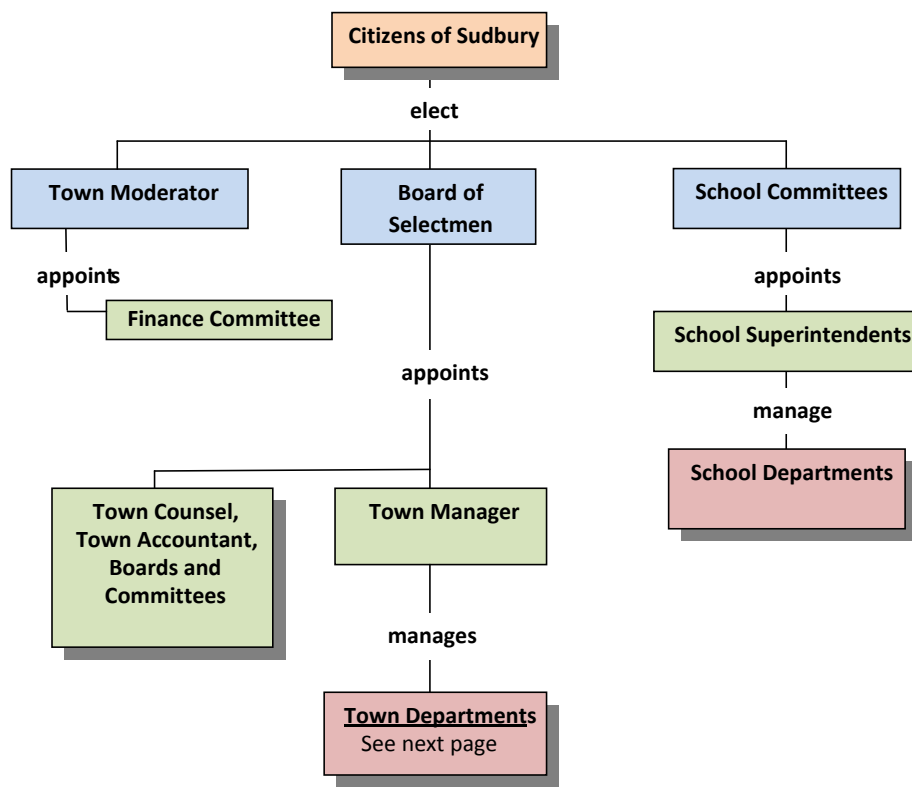 Citizens of Sudbury
elect
Town Moderator
Board of
Selectmen
School Committees
appoints
Finance Committee
appoints
School Superintendents
appoints
manage
School Departments
Town Counsel,
Town Accountant,
Boards and
Committees
Town Manager
manages
Town Departments
See next page